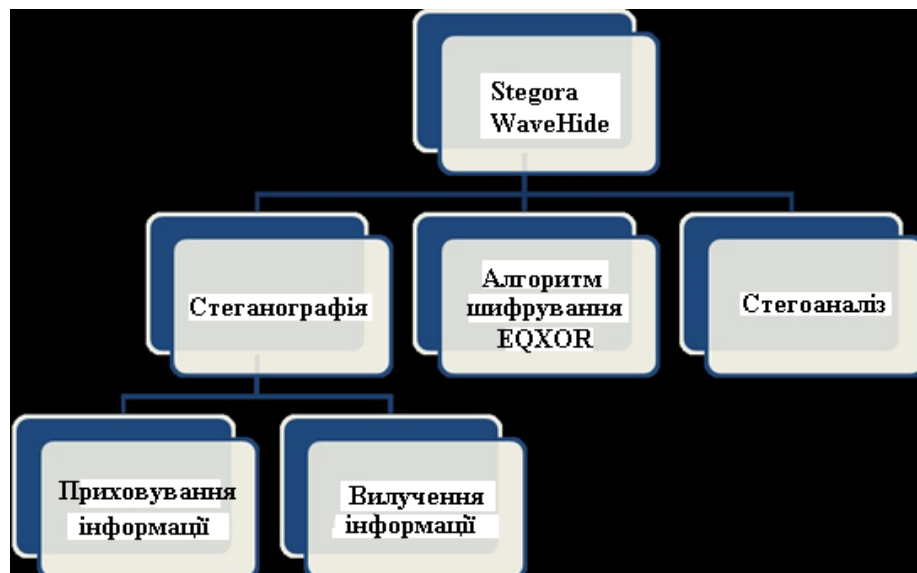 Stegora
WaveHide
Стеганографія
Алгоритм
шифрування
EQXOR
Стегоаналіз
Приховування
інформації
Вилучення
інформації